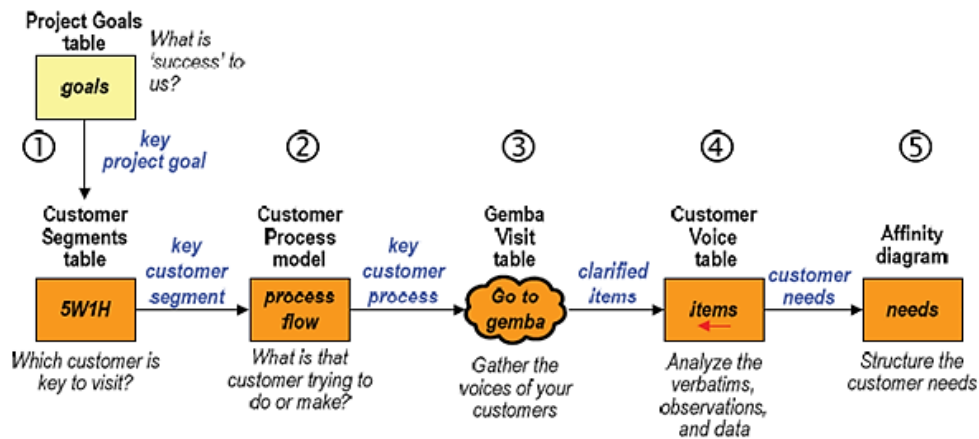 Project Goals
table
What is
'success' to
us?
goals
①
key
project goal
②
③
④
⑤
Customer
Segments
table
key
customer
segment
Customer
Process
model
key
customer
process
Gemba
Visit
table
clarified
items
Customer
Voice
table
customer
needs
Affinity
diagram
5W1H
process
flow
Go to
gemba
items
needs
Which customer is
key to visit?
What is that
customer trying to
do or make?
Gather the
voices of your
customers
Analyze the
verbatims,
observations,
and data
Structure the
customer needs